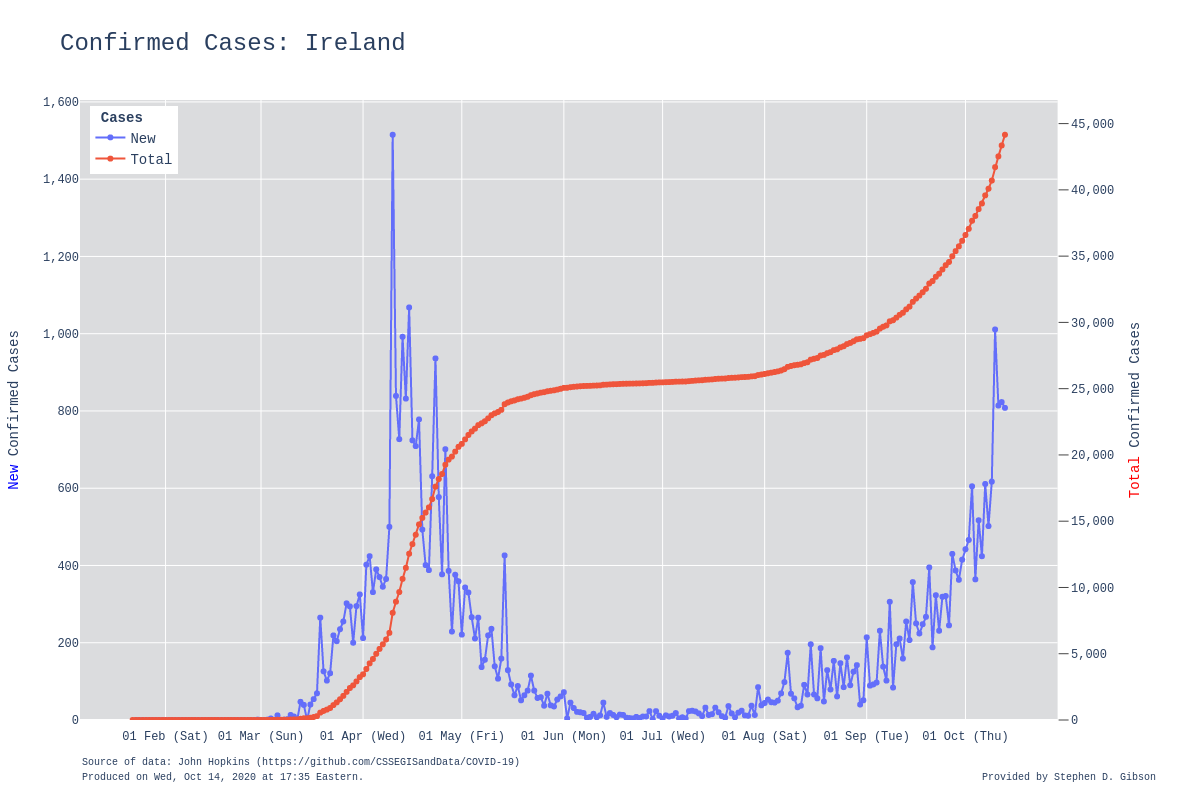 Confirmed Cases: Ireland
Cases
New
Total
1,600
1,400
1,200
1,000
800
600
400
200
0
New Confirmed Cases
45,000
40,000
35,000
30,000
25,000
20,000
15,000
10,000
5,000
0
Total Confirmed Cases
01 Feb (Sat) 01 Mar (Sun) 01 Apr (Wed) 01 May (Fri) 01 Jun (Mon) 01 Jul (Wed) 01 Aug (Sat) 01 Sep (Tue) 01 Oct (Thu)
Source of data: John Hopkins (https://github.com/CSSEGISandData/COVID-19)
Produced on Wed, Oct 14, 2020 at 17:35 Eastern.
Provided by Stephen D. Gibson